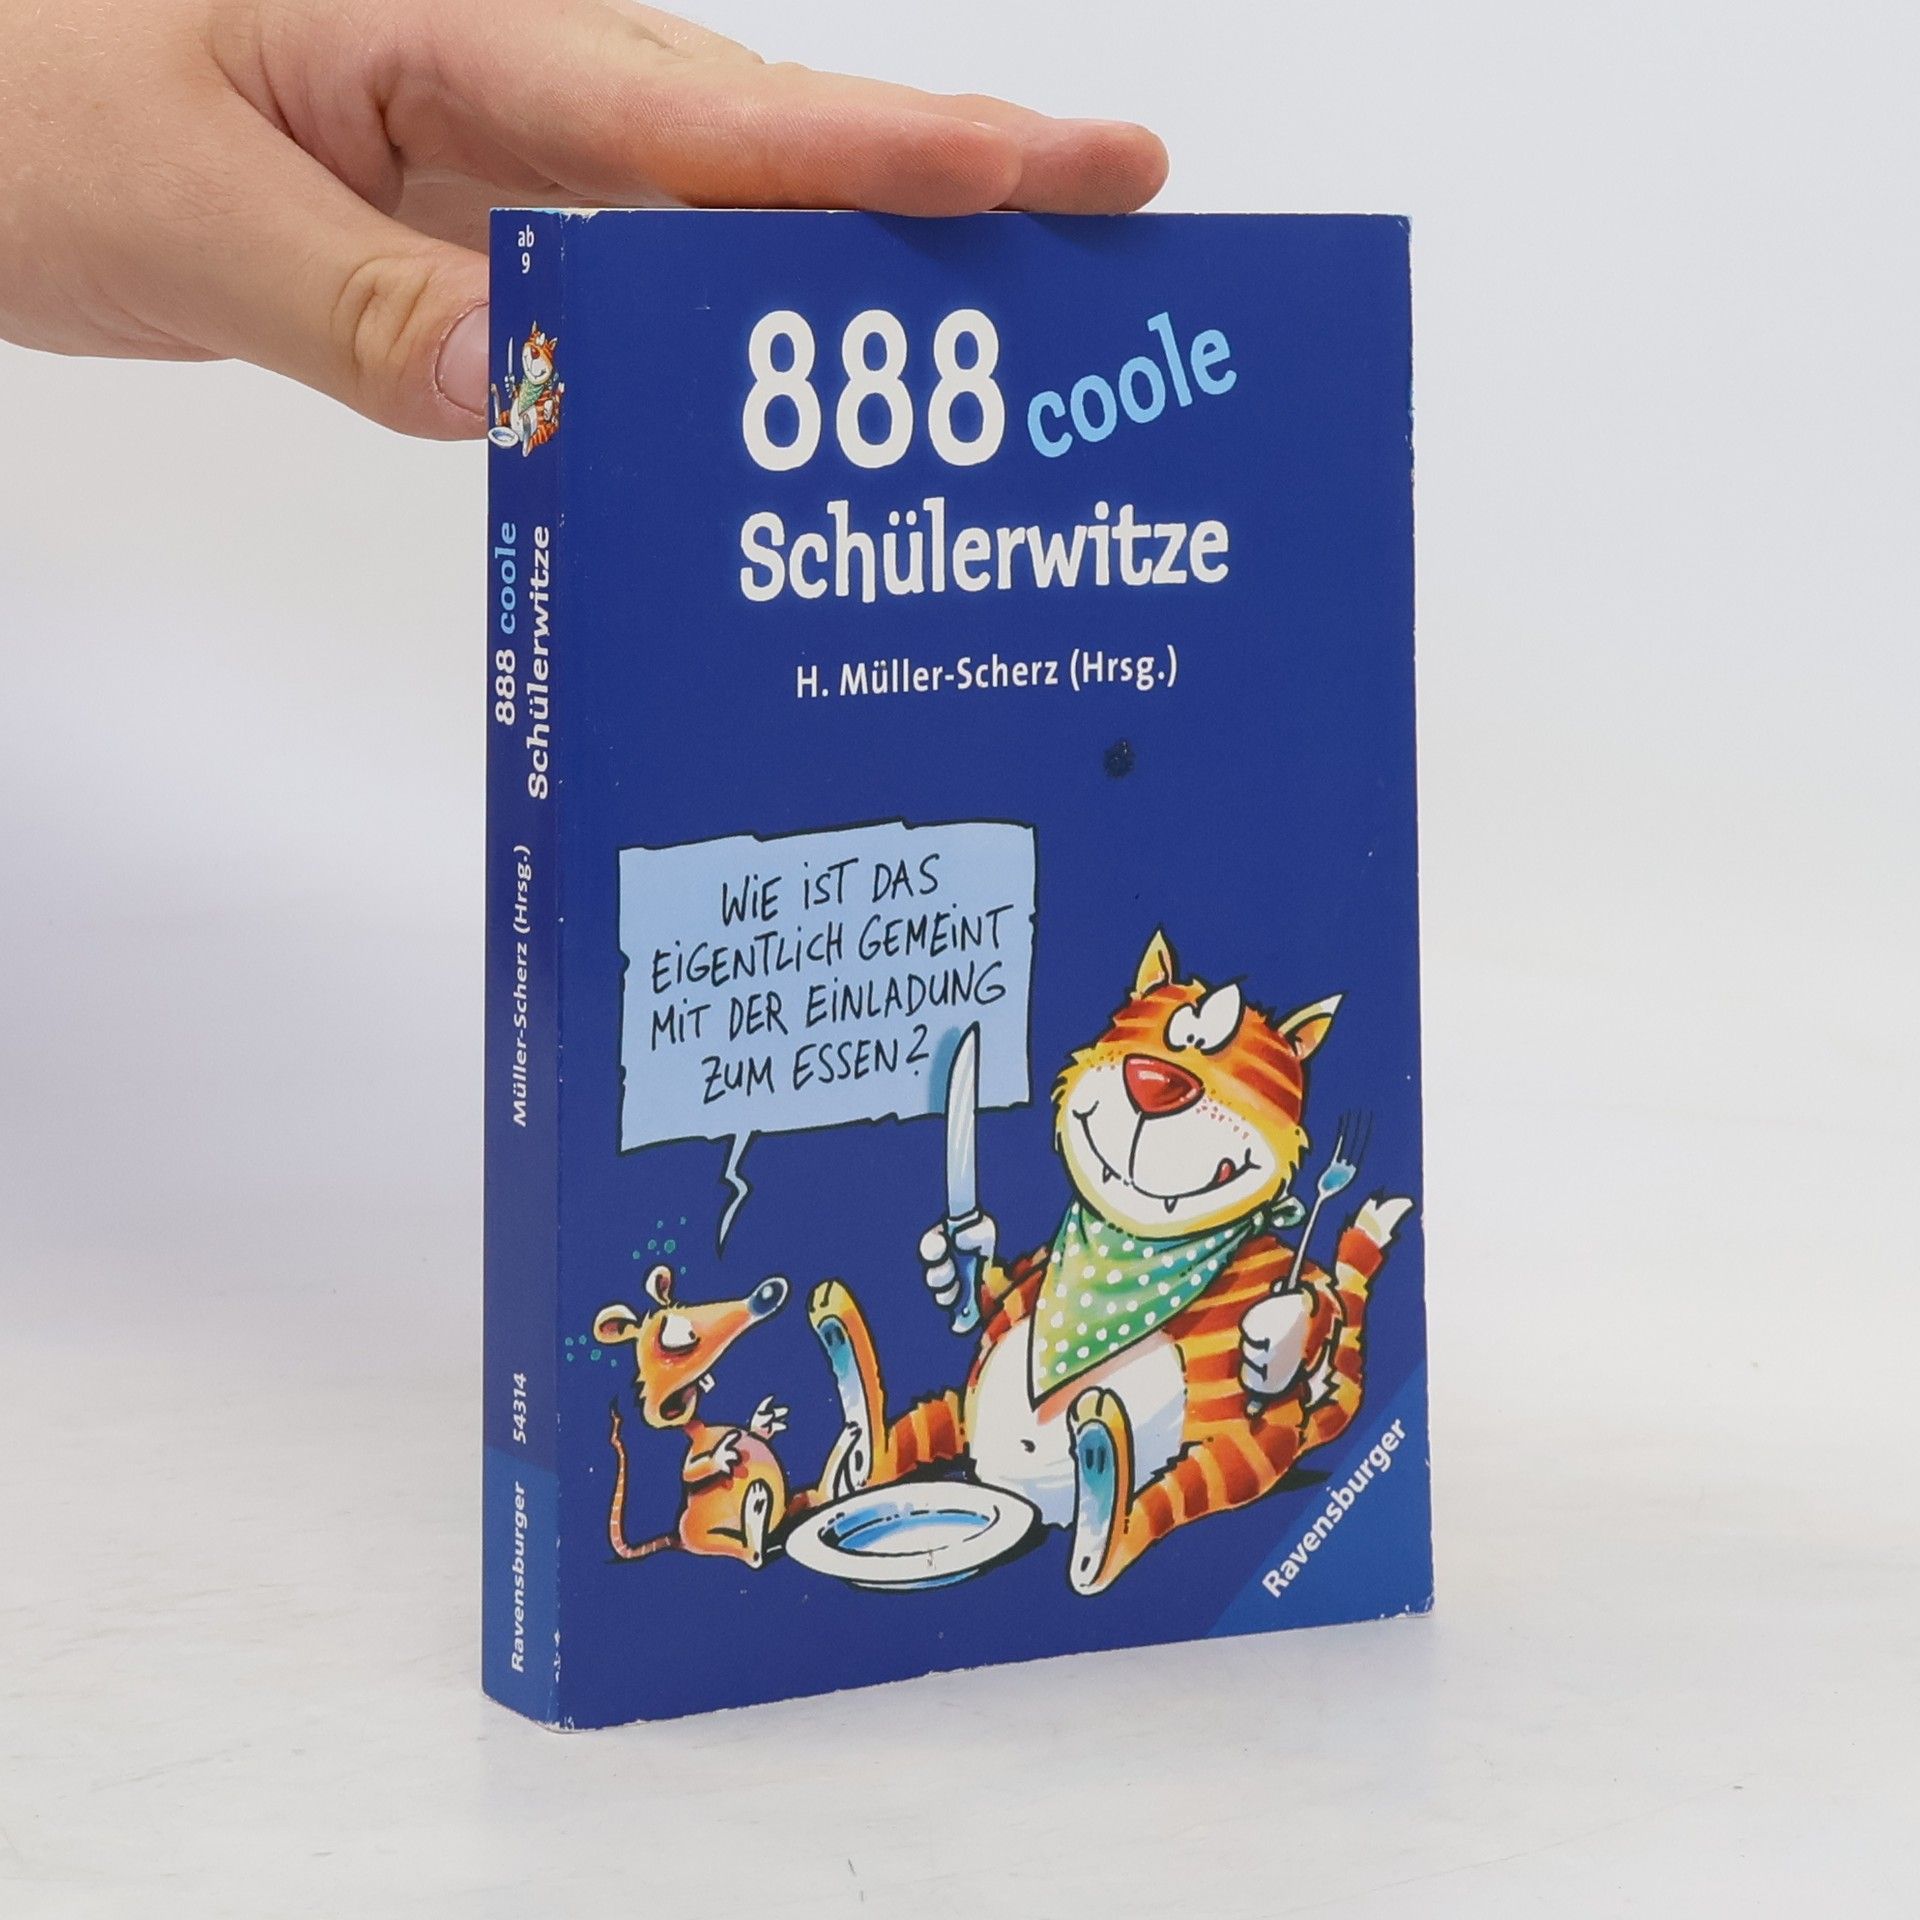 ab
9
888 coole
Schülerwitze
Müller-Scherz (Hrsg.)
54314
Ravensburger
888 coole
Schülerwitze
H. Müller-Scherz (Hrsg.)
WIE IST DAS
EIGENTLICH GEMEINT
MIT DER EINLADUNG
ZUM ESSEN?
Ravensburger